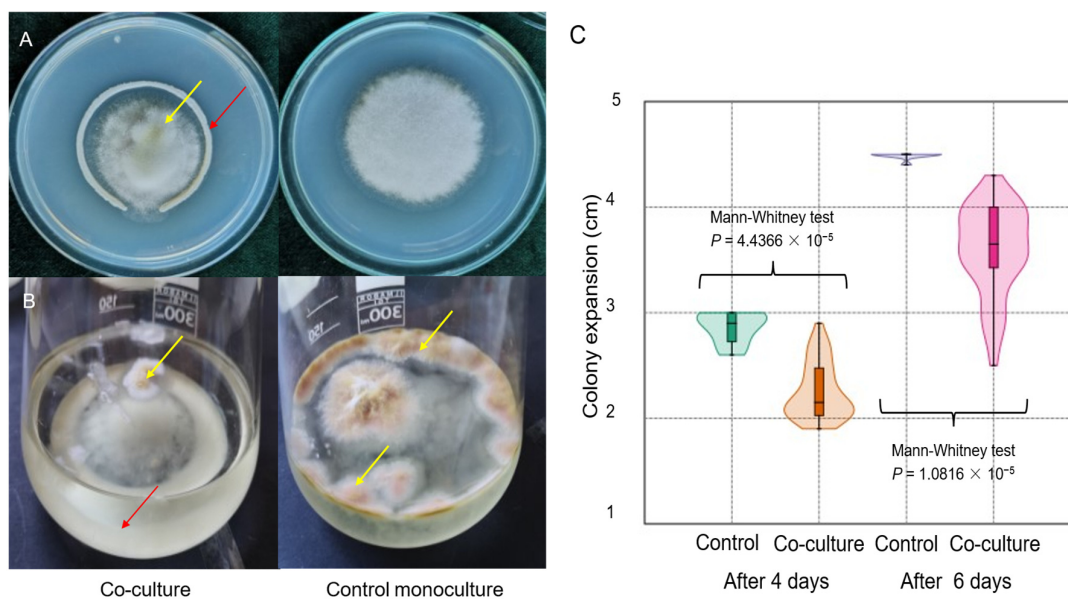 A
B
150
300
150
300
Co-culture
Control monoculture
C
Colony expansion (cm)
5
4
3
2
1
Mann-Whitney test
P = 4.4366 × 10⁻⁵
Mann-Whitney test
P = 1.0816 × 10⁻⁵
Control Co-culture Control Co-culture
After 4 days After 6 days